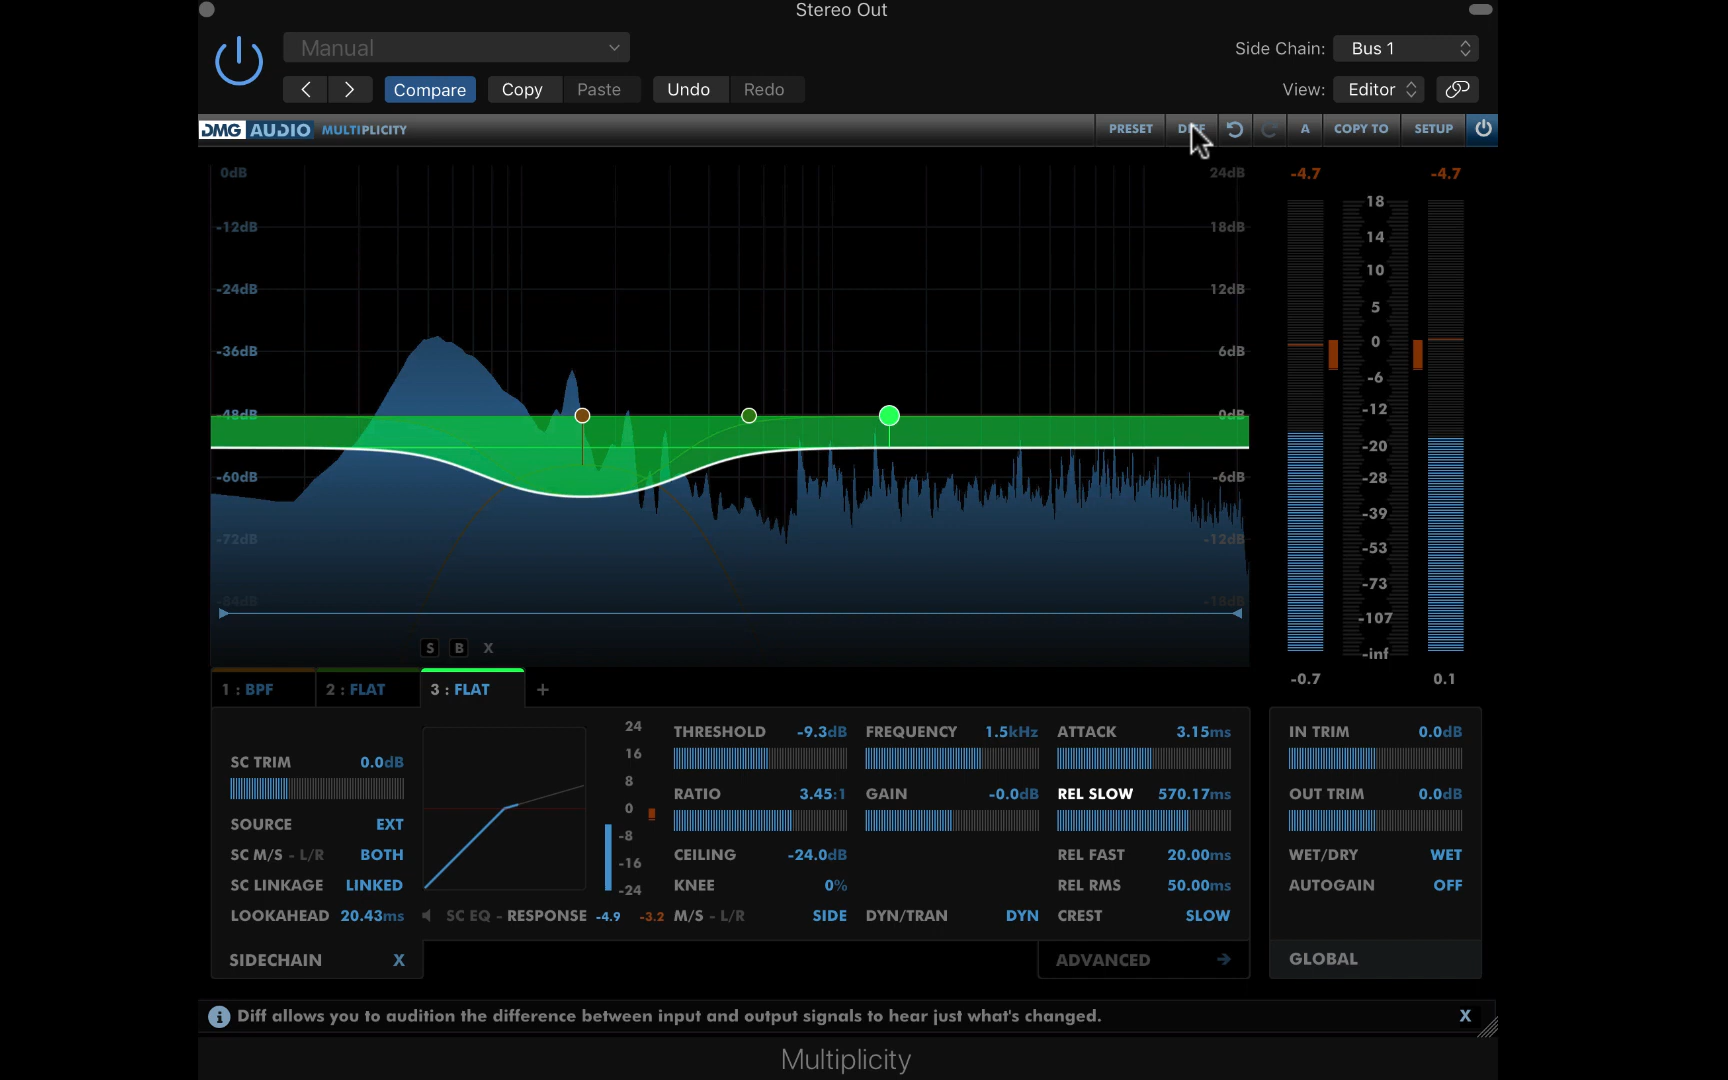 Stereo Out
Manual
Side Chain: Bus 1
Compare Copy Paste Undo Redo
View: Editor
DMG AUDIO MULTIPLICITY
PRESET DIFF A COPY TO SETUP
0dB 24dB -4.7 -4.7
18
-12dB 18dB
14
10
-24dB 12dB
5
-36dB 6dB 0
-6
-48dB 0dB -12
-20
-60dB -6dB -28
-39
-72dB -12dB -53
-73
-84dB -18dB
-107
S B X -inf
1 : BPF 2 : FLAT 3 : FLAT + -0.7 0.1
24 THRESHOLD -9.3dB FREQUENCY 1.5kHz ATTACK 3.15ms IN TRIM 0.0dB
16
SC TRIM 0.0dB
8
RATIO 3.45:1 GAIN -0.0dB REL SLOW 570.17ms OUT TRIM 0.0dB
0
SOURCE EXT
-8
SC M/S - L/R BOTH CEILING -24.0dB REL FAST 20.00ms WET/DRY WET
-16
SC LINKAGE LINKED -24 KNEE 0% REL RMS 50.00ms AUTOGAIN OFF
LOOKAHEAD 20.43ms SC EQ - RESPONSE -4.9 -3.2 M/S - L/R SIDE DYN/TRAN DYN CREST SLOW
SIDECHAIN X ADVANCED GLOBAL
Diff allows you to audition the difference between input and output signals to hear just what's changed. X
Multiplicity